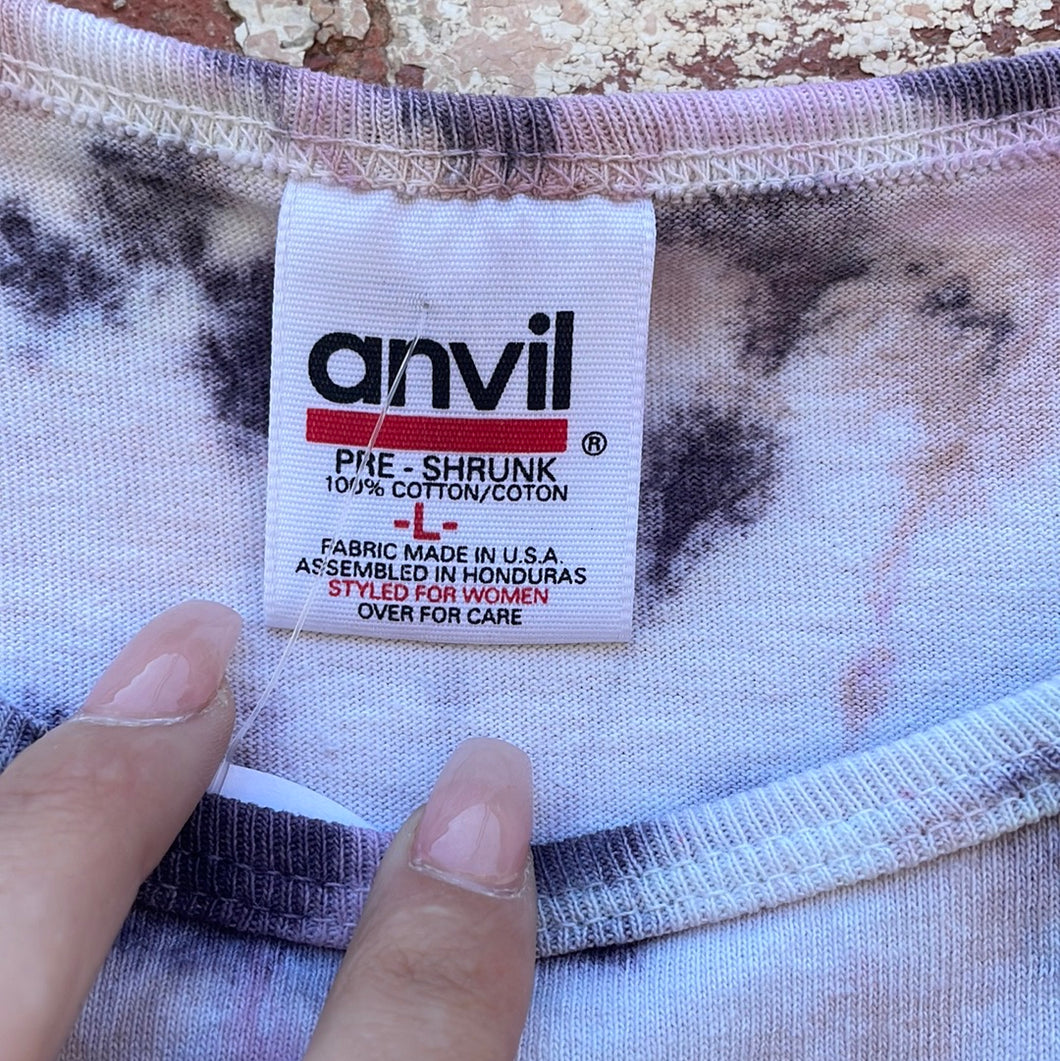 anvil
®
PRE - SHRUNK
100% COTTON/COTON
-L-
FABRIC MADE IN U.S.A.
ASSEMBLED IN HONDURAS
STYLED FOR WOMEN
OVER FOR CARE